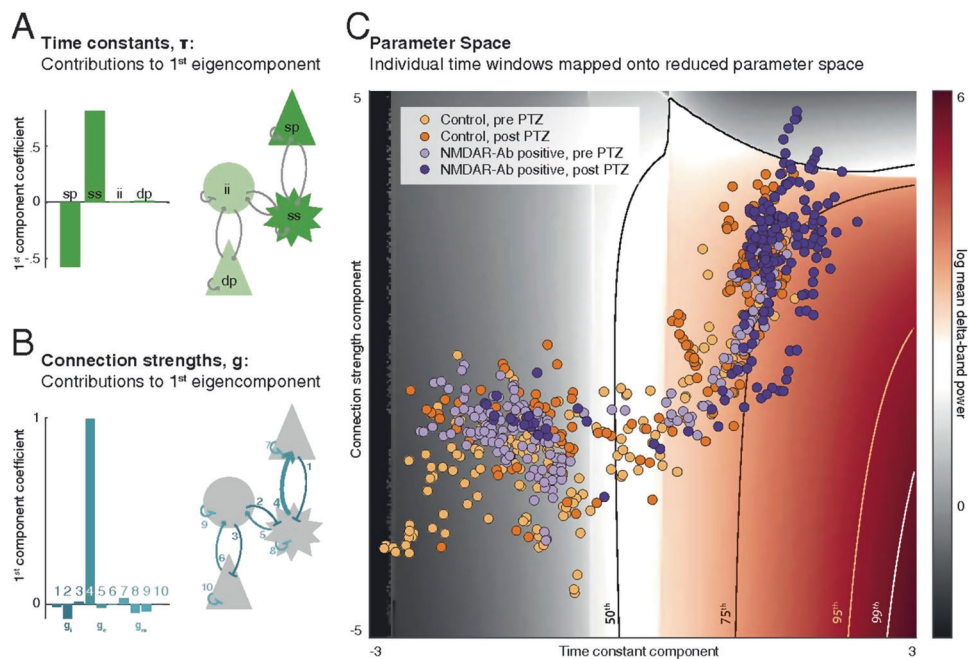 A
Time constants, τ:
Contributions to 1st eigencomponent
1st component coefficient
.5
0
-.5
sp ss ii dp
sp
ii
ss
dp
B
Connection strengths, g:
Contributions to 1st eigencomponent
1st component coefficient
1
0.5
0
1 2 3 4 5 6 7 8 9 10
7
1
2
4
3
9
5
6
8
10
C
Parameter Space
Individual time windows mapped onto reduced parameter space
5
Control, pre PTZ
Control, post PTZ
NMDAR-Ab positive, pre PTZ
NMDAR-Ab positive, post PTZ
Connection strength component
50th
75th
95th
99th
-5
-3
Time constant component
3
6
log mean delta-band power
0